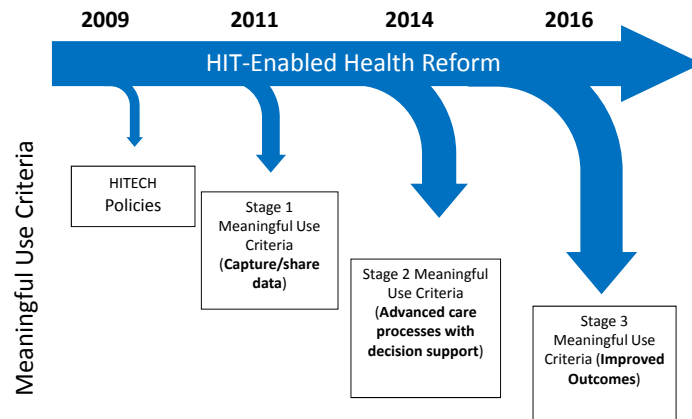 2009 2011 2014 2016
HIT-Enabled Health Reform
Meaningful Use Criteria
HITECH
Policies
Stage 1
Meaningful Use
Criteria
(Capture/share
data)
Stage 2 Meaningful
Use Criteria
(Advanced care
processes with
decision support)
Stage 3
Meaningful Use
Criteria (Improved
Outcomes)